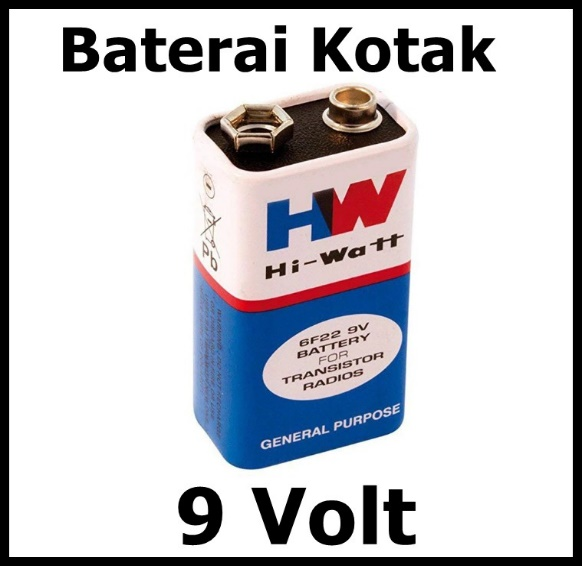 Baterai Kotak
HW
Hi-Watt
Pb
6F22 9V
BATTERY
FOR
TRANSISTOR
RADIOS
GENERAL PURPOSE
9 Volt